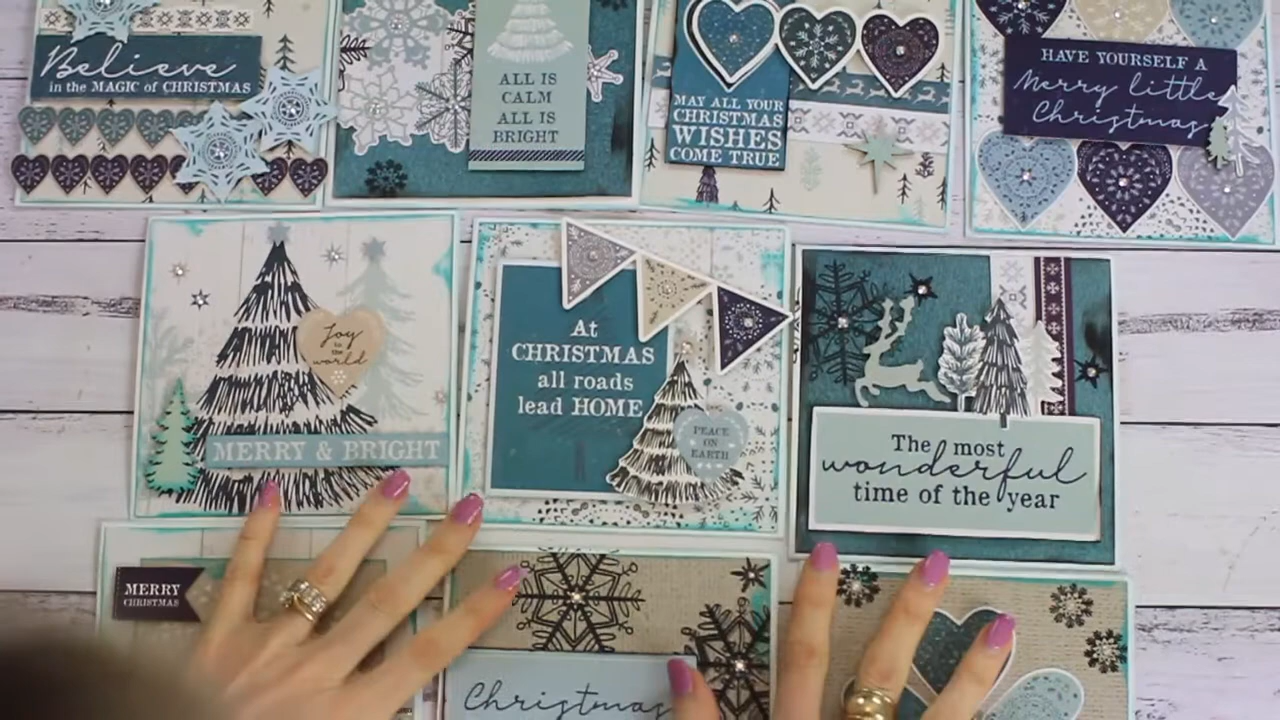 Believe
in the MAGIC of CHRISTMAS
ALL IS
CALM
ALL IS
BRIGHT
MAY ALL YOUR
CHRISTMAS
WISHES
COME TRUE
HAVE YOURSELF A
Merry little
Christmas
Joy
to the
world
MERRY & BRIGHT
At
CHRISTMAS
all roads
lead HOME
PEACE
ON
EARTH
The most
wonderful
time of the year
MERRY
CHRISTMAS
Christmas